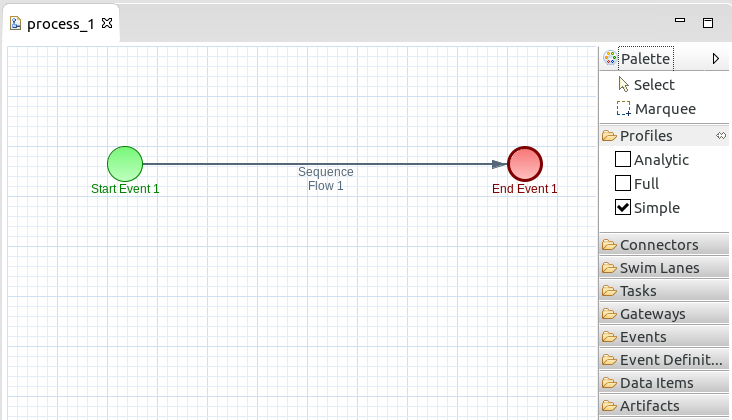 process_1
Palette
Select
Marquee
Profiles
Analytic
Full
Simple
Connectors
Swim Lanes
Tasks
Gateways
Events
Event Definit...
Data Items
Artifacts
Start Event 1
Sequence
Flow 1
End Event 1